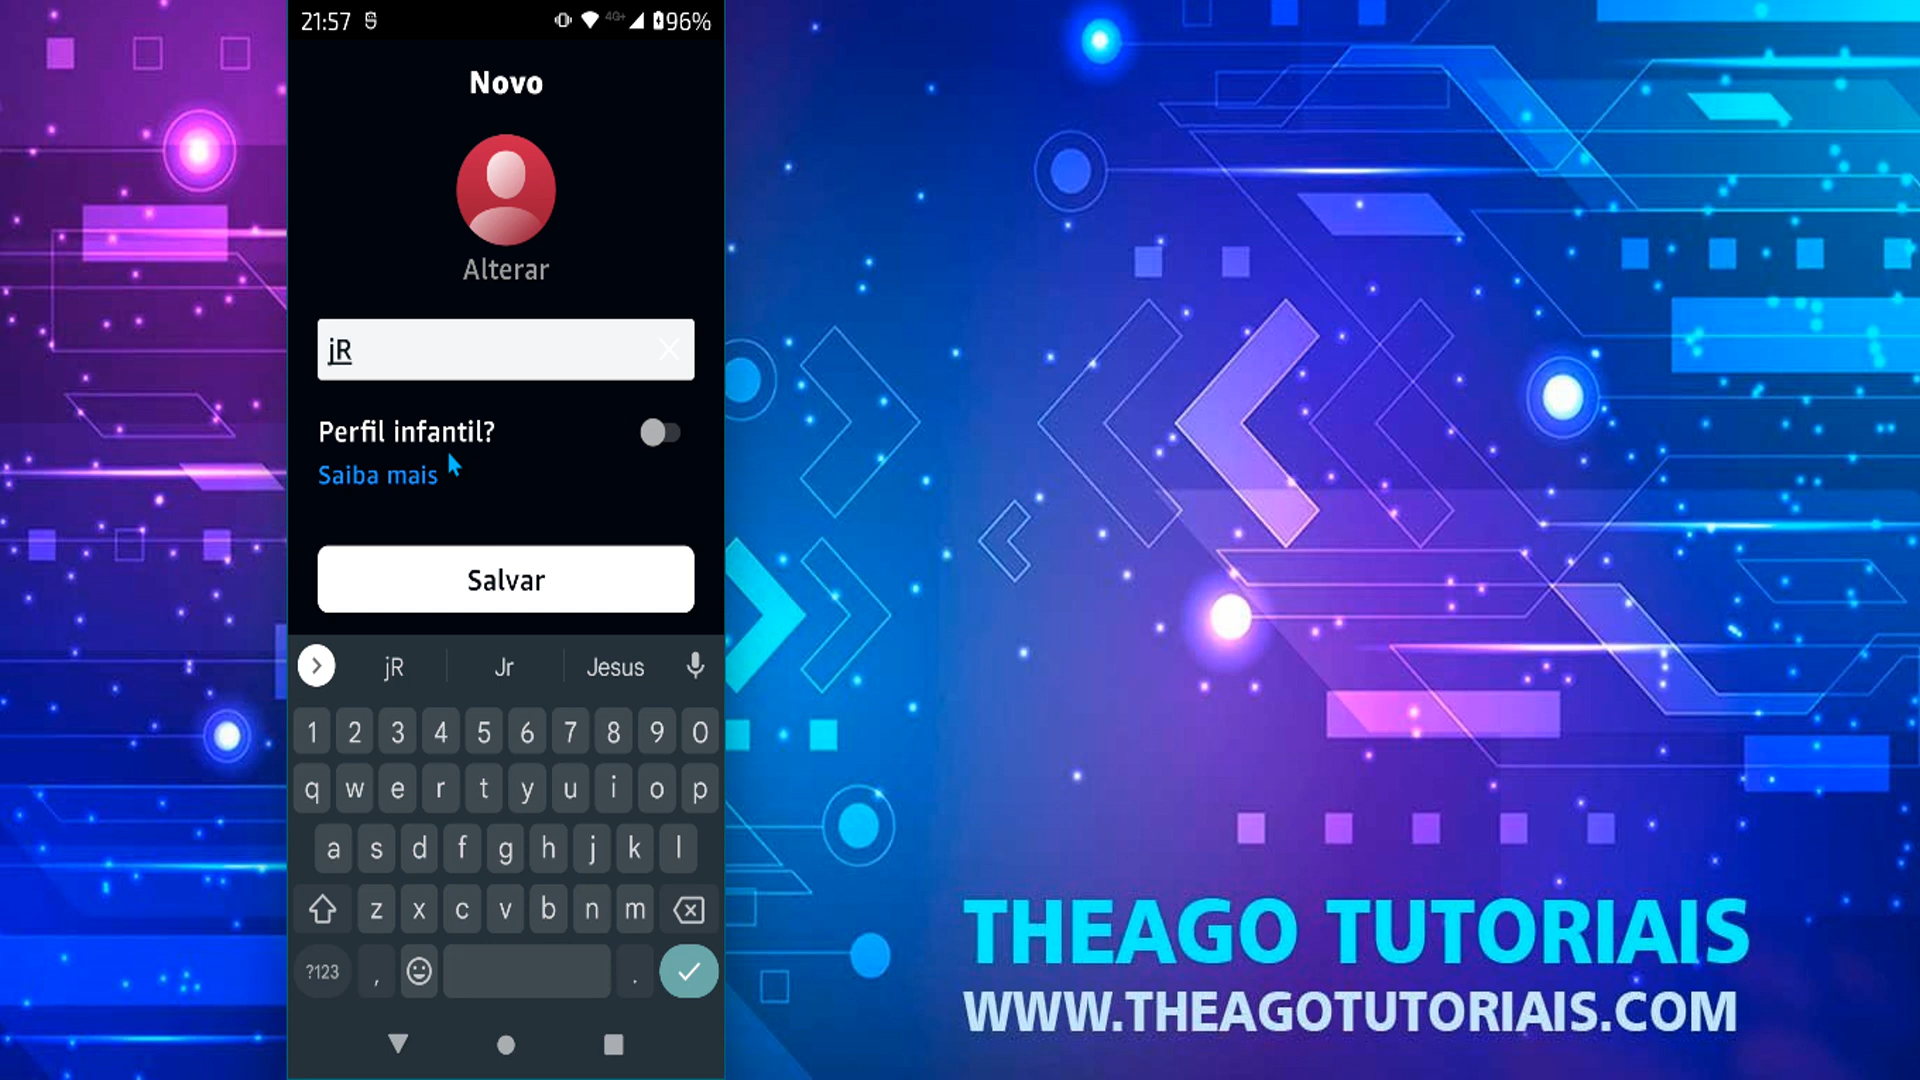 21:57 4G+ 96%
Novo
Alterar
jR
Perfil infantil?
Saiba mais
Salvar
jR Jr Jesus
1 2 3 4 5 6 7 8 9 0
q w e r t y u i o p
a s d f g h j k l
z x c v b n m
?123 , .
THEAGO TUTORIAIS
WWW.THEAGOTUTORIAIS.COM